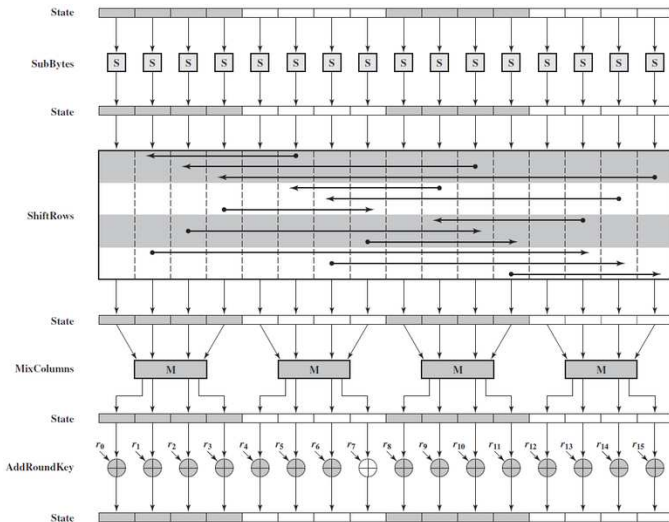 State
SubBytes
S S S S S S S S S S S S S S S S
State
ShiftRows
State
MixColumns
M M M M
State
r0 r1 r2 r3 r4 r5 r6 r7 r8 r9 r10 r11 r12 r13 r14 r15
AddRoundKey
State